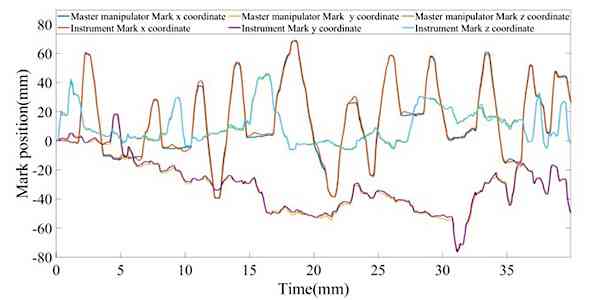 Master manipulator Mark x coordinate Master manipulator Mark y coordinate Master manipulator Mark z coordinate
Instrument Mark x coordinate Instrument Mark y coordinate Instrument Mark z coordinate
Mark position(mm)
80
60
40
20
0
-20
-40
-60
-80
0 5 10 15 20 25 30 35
Time(mm)